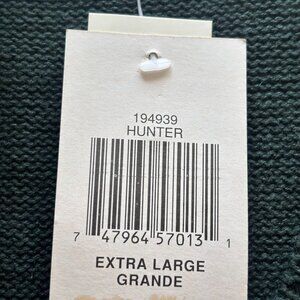 194939
HUNTER
7 47964 57013 1
EXTRA LARGE
GRANDE